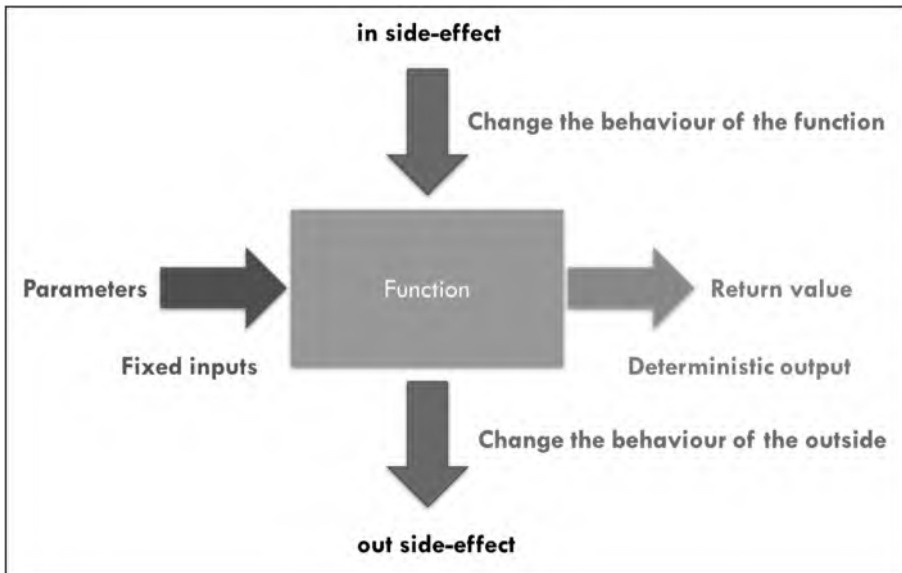 in side-effect
Change the behaviour of the function
Parameters
Function
Return value
Fixed inputs
Deterministic output
Change the behaviour of the outside
out side-effect